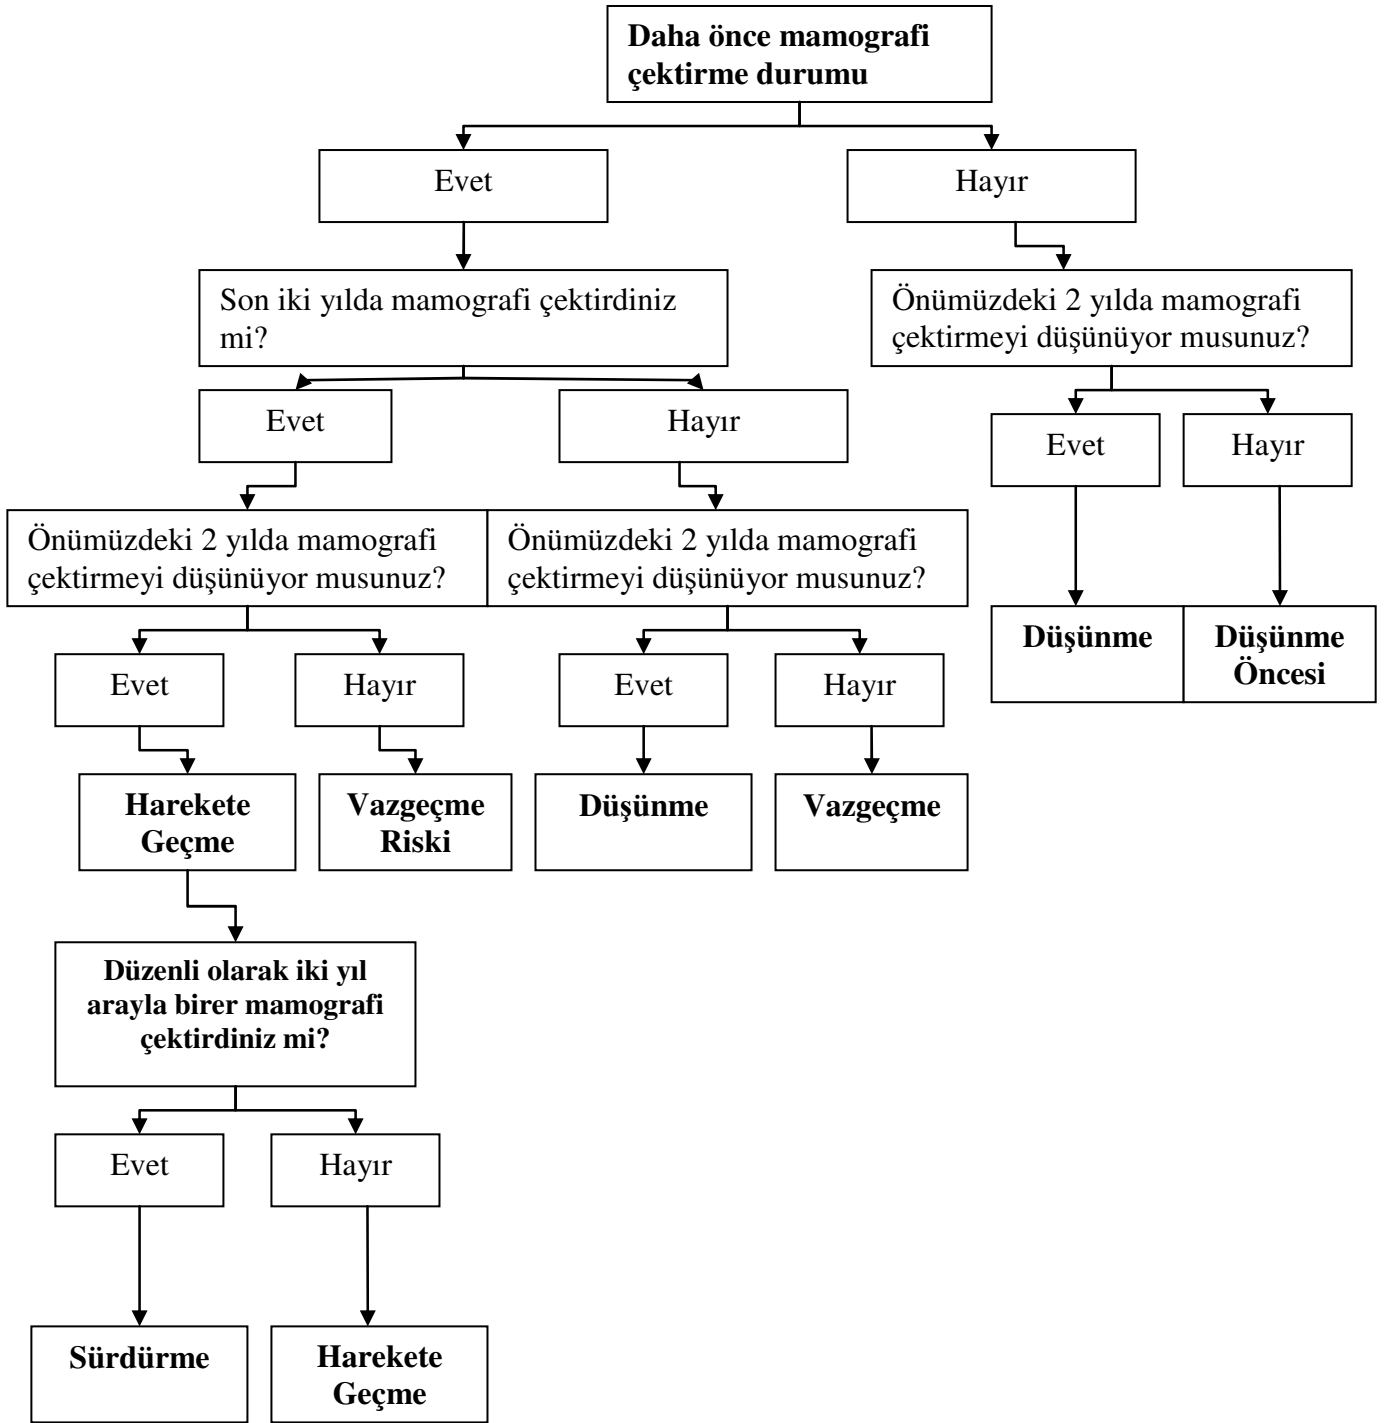 Daha önce mamografi
çektirme durumu
Evet
Hayır
Son iki yılda mamografi çektirdiniz
mi?
Önümüzdeki 2 yılda mamografi
çektirmeyi düşünüyor musunuz?
Evet
Hayır
Evet
Hayır
Önümüzdeki 2 yılda mamografi
çektirmeyi düşünüyor musunuz?
Önümüzdeki 2 yılda mamografi
çektirmeyi düşünüyor musunuz?
Düşünme
Düşünme
Öncesi
Evet
Hayır
Evet
Hayır
Harekete
Geçme
Vazgeçme
Riski
Düşünme
Vazgeçme
Düzenli olarak iki yıl
arayla birer mamografi
çektirdiniz mi?
Evet
Hayır
Sürdürme
Harekete
Geçme